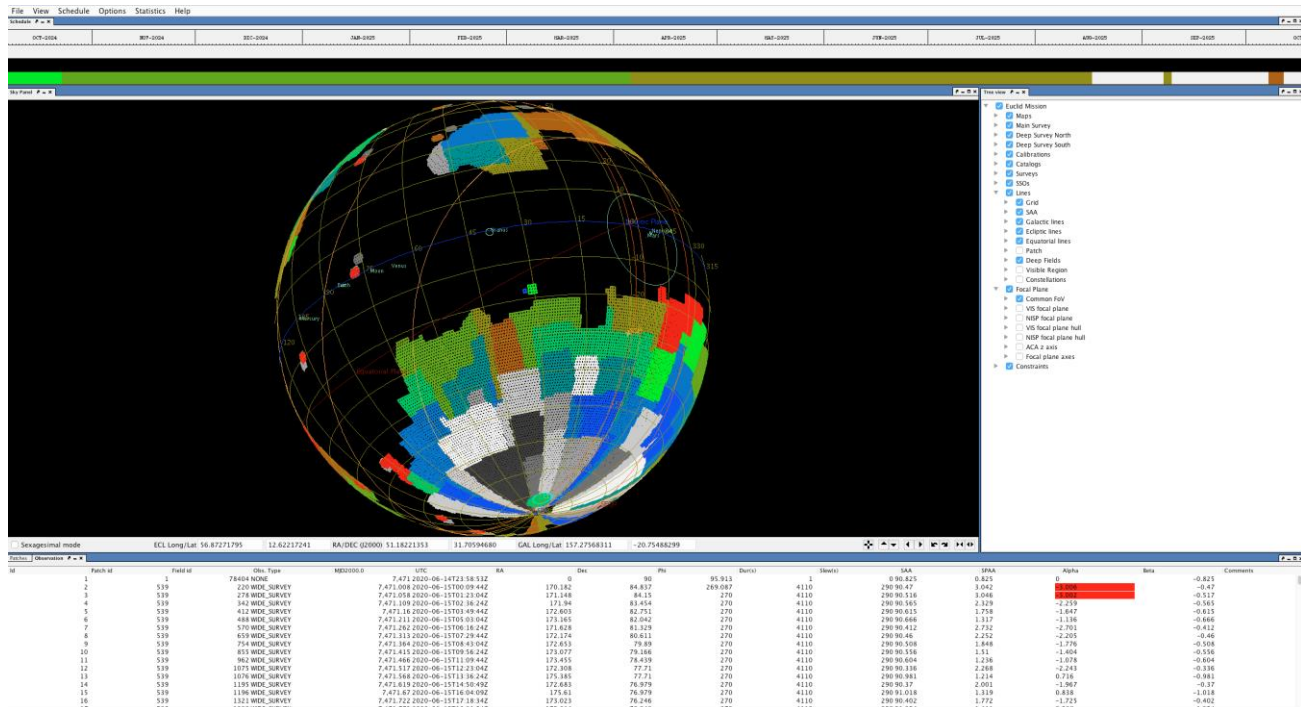 File View Schedule Options Statistics Help
Schedule
OCT-2024 NOV-2024 DEC-2024 JAN-2025 FEB-2025 MAR-2025 APR-2025 MAY-2025 JUN-2025 JUL-2025 AUG-2025 SEP-2025
Sky Panel
Tree view
Euclid Mission
Maps
Main Survey
Deep Survey North
Deep Survey South
Calibrations
Catalogs
Surveys
SSOs
Lines
Grid
SAA
Galactic lines
Ecliptic lines
Equatorial lines
Patch
Deep Fields
Visible Region
Constellations
Focal Plane
Common FoV
VIS focal plane
NISP focal plane
VIS focal plane hull
NISP focal plane hull
ACA z axis
Focal plane axes
Constraints
15
30
45 Uranus
60
330
315
Venus
Moon
90
Mercury
120
Sexagesimal mode ECL Long/Lat 56.87271795 12.62217241 RA/DEC (J2000) 51.18221353 31.70594680 GAL Long/Lat 157.27568311 -20.75488299
Patches Observation
Id Patch id Field id Obs. Type MJD2000.0 UTC RA Dec Phi Dur(s) Slew(s) SAA SPAA Alpha Beta Comments
1 1 78404 NONE 7,471 2020-06-14T23:58:53Z 0 90 95.913 1 0 90.825 0.825 0 -0.825
2 539 220 WIDE_SURVEY 7,471.008 2020-06-15T00:09:44Z 170.182 84.837 269.087 4110 290 90.47 3.042 -0.47
3 539 278 WIDE_SURVEY 7,471.058 2020-06-15T01:23:04Z 171.148 84.15 270 4110 290 90.516 3.046 -0.517
4 539 342 WIDE_SURVEY 7,471.109 2020-06-15T02:36:24Z 171.94 83.454 270 4110 290 90.565 2.329 -2.259 -0.565
5 539 412 WIDE_SURVEY 7,471.16 2020-06-15T03:49:44Z 172.603 82.751 270 4110 290 90.615 1.758 -1.647 -0.615
6 539 488 WIDE_SURVEY 7,471.211 2020-06-15T05:03:04Z 173.165 82.042 270 4110 290 90.666 1.317 -1.136 -0.666
7 539 570 WIDE_SURVEY 7,471.262 2020-06-15T06:16:24Z 171.628 81.329 270 4110 290 90.412 2.732 -2.701 -0.412
8 539 659 WIDE_SURVEY 7,471.313 2020-06-15T07:29:44Z 172.174 80.611 270 4110 290 90.46 2.252 -2.205 -0.46
9 539 754 WIDE_SURVEY 7,471.364 2020-06-15T08:43:04Z 172.653 79.89 270 4110 290 90.508 1.848 -1.776 -0.508
10 539 855 WIDE_SURVEY 7,471.415 2020-06-15T09:56:24Z 173.077 79.166 270 4110 290 90.556 1.51 -1.404 -0.556
11 539 962 WIDE_SURVEY 7,471.466 2020-06-15T11:09:44Z 173.455 78.439 270 4110 290 90.604 1.236 -1.078 -0.604
12 539 1075 WIDE_SURVEY 7,471.517 2020-06-15T12:23:04Z 172.308 77.71 270 4110 290 90.336 2.268 -2.243 -0.336
13 539 1076 WIDE_SURVEY 7,471.568 2020-06-15T13:36:24Z 175.385 77.71 270 4110 290 90.981 1.214 0.716 -0.981
14 539 1195 WIDE_SURVEY 7,471.619 2020-06-15T14:50:49Z 172.683 76.979 270 4110 290 90.37 2.001 -1.967 -0.37
15 539 1196 WIDE_SURVEY 7,471.67 2020-06-15T16:04:09Z 175.61 76.979 270 4110 290 91.018 1.319 0.838 -1.018
16 539 1321 WIDE_SURVEY 7,471.722 2020-06-15T17:18:34Z 173.023 76.246 270 4110 290 90.402 1.772 -1.725 -0.402